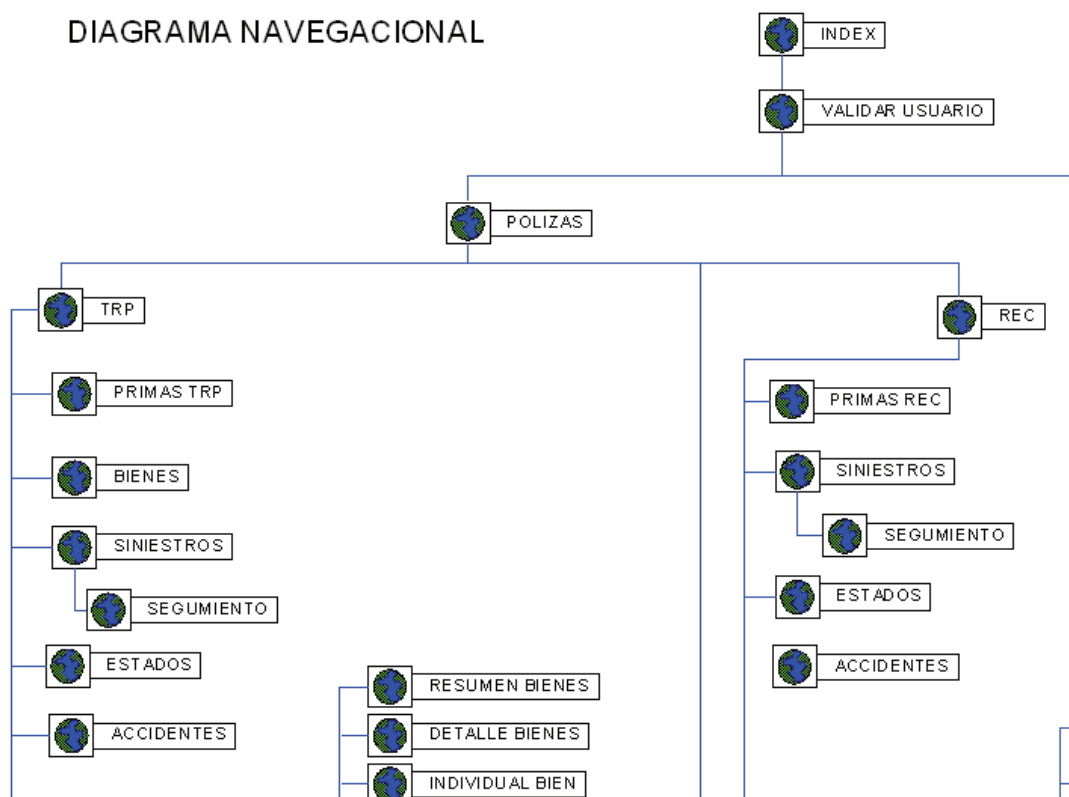 DIAGRAMA NAVEGACIONAL
INDEX
VALIDAR USUARIO
POLIZAS
TRP
REC
PRIMAS TRP
PRIMAS REC
BIENES
SINIESTROS
SINIESTROS
SEGUMIENTO
SEGUMIENTO
ESTADOS
ESTADOS
ACCIDENTES
ACCIDENTES
RESUMEN BIENES
DETALLE BIENES
INDIVIDUAL BIEN